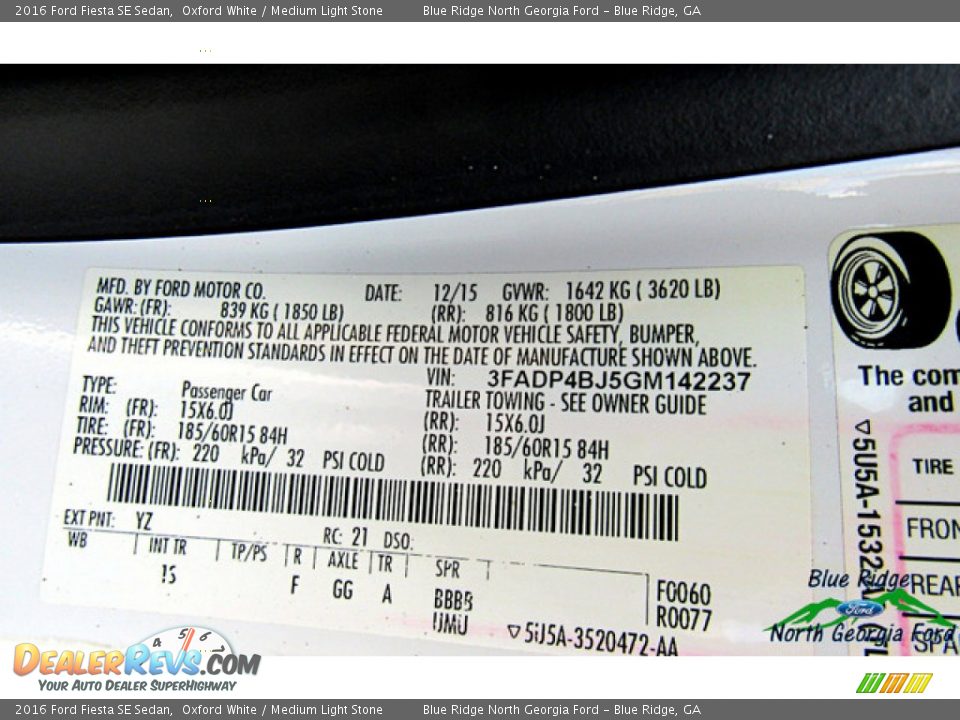 2016 Ford Fiesta SE Sedan, Oxford White / Medium Light Stone Blue Ridge North Georgia Ford - Blue Ridge, GA
MFD. BY FORD MOTOR CO. DATE: 12/15 GVWR: 1642 KG ( 3620 LB)
GAWR: (FR): 839 KG ( 1850 LB) (RR): 816 KG ( 1800 LB)
THIS VEHICLE CONFORMS TO ALL APPLICABLE FEDERAL MOTOR VEHICLE SAFETY, BUMPER,
AND THEFT PREVENTION STANDARDS IN EFFECT ON THE DATE OF MANUFACTURE SHOWN ABOVE.
VIN: 3FADP4BJ5GM142237
TYPE: Passenger Car TRAILER TOWING - SEE OWNER GUIDE
RIM: (FR): 15X6.0J (RR): 15X6.0J
TIRE: (FR): 185/60R15 84H (RR): 185/60R15 84H
PRESSURE: (FR): 220 kPa/ 32 PSI COLD (RR): 220 kPa/ 32 PSI COLD
EXT PNT: YZ RC: 21 DSO:
WB INT TR TP/PS R AXLE TR SPR
IS F GG A BBBB F0060
UMU R0077
▽5U5A-3520472-AA
The com
and
▽5U5A-1532
TIRE
FRON
REAR
SPA
Blue Ridge
Ford
North Georgia Ford
4 5 6
DEALERREVS.COM
YOUR AUTO DEALER SUPERHIGHWAY
2016 Ford Fiesta SE Sedan, Oxford White / Medium Light Stone Blue Ridge North Georgia Ford - Blue Ridge, GA